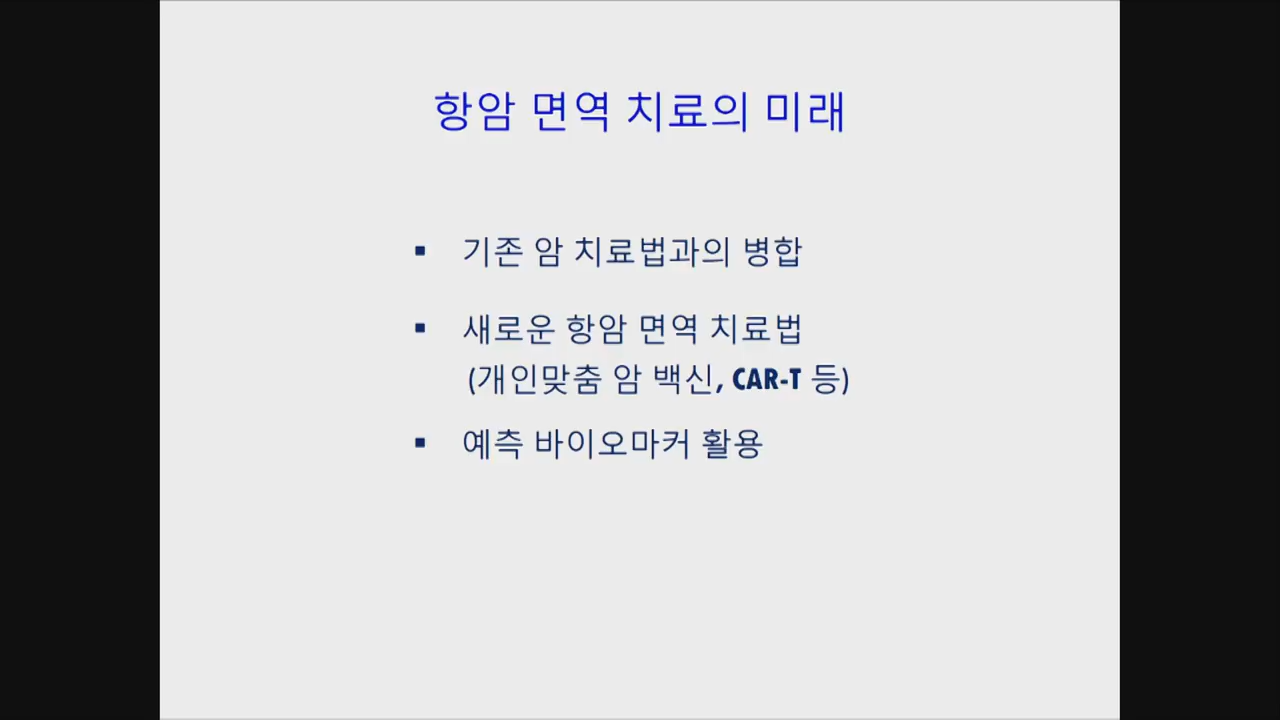 항암 면역 치료의 미래
▪ 기존 암 치료법과의 병합
▪ 새로운 항암 면역 치료법
(개인맞춤 암 백신, CAR-T 등)
▪ 예측 바이오마커 활용